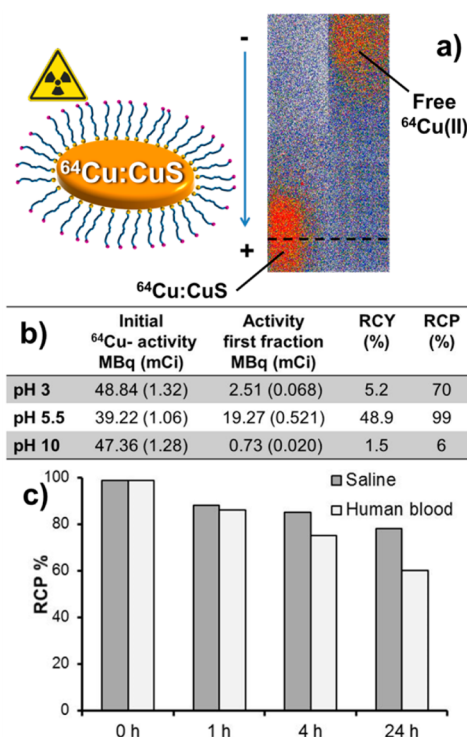 -
a)
Free
⁶⁴Cu(II)
⁶⁴Cu:CuS
+
⁶⁴Cu:CuS
b)
Initial ⁶⁴Cu- activity MBq (mCi) Activity first fraction MBq (mCi) RCY (%) RCP (%)
pH 3 48.84 (1.32) 2.51 (0.068) 5.2 70
pH 5.5 39.22 (1.06) 19.27 (0.521) 48.9 99
pH 10 47.36 (1.28) 0.73 (0.020) 1.5 6
c)
Saline
Human blood
RCP %
100
80
60
40
20
0
0 h 1 h 4 h 24 h